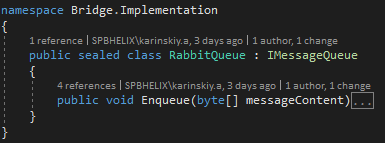 namespace Bridge.Implementation
{
1 reference | SPBHELIX\karinskiy.a, 3 days ago | 1 author, 1 change
public sealed class RabbitQueue : IMessageQueue
{
4 references | SPBHELIX\karinskiy.a, 3 days ago | 1 author, 1 change
public void Enqueue(byte[] messageContent)...
}
}